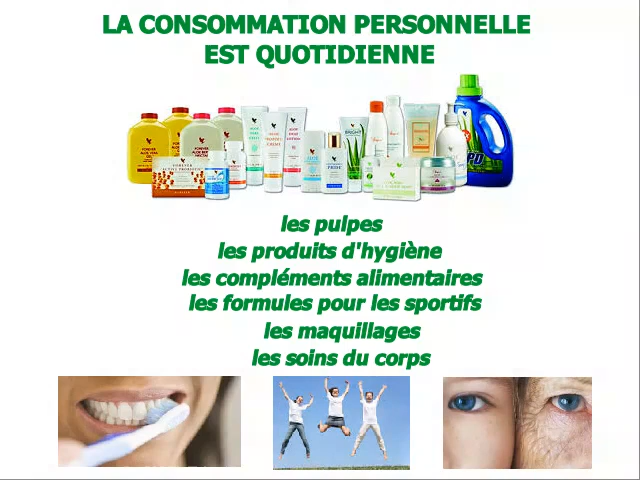 LA CONSOMMATION PERSONNELLE
EST QUOTIDIENNE
les pulpes
les produits d'hygiène
les compléments alimentaires
les formules pour les sportifs
les maquillages
les soins du corps